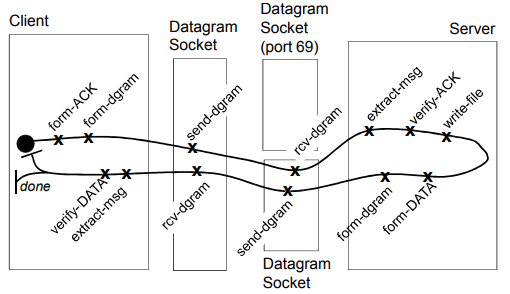 Client
Datagram
Socket
Datagram
Socket
(port 69)
Server
form-ACK
form-dgram
send-dgram
rcv-dgram
extract-msg
verify-ACK
write-file
done
verify-DATA
extract-msg
rcv-dgram
send-dgram
form-dgram
form-DATA
Datagram
Socket